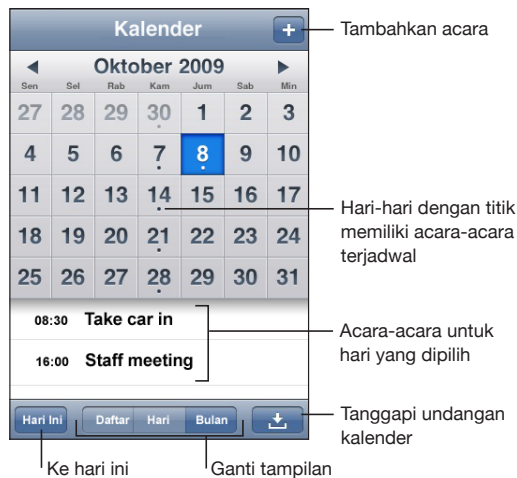 Kalender
+
Tambahkan acara
Oktober 2009
Sen Sel Rab Kam Jum Sab Min
27 28 29 30 1 2 3
4 5 6 7 8 9 10
11 12 13 14 15 16 17
Hari-hari dengan titik
memiliki acara-acara
terjadwal
18 19 20 21 22 23 24
25 26 27 28 29 30 31
08:30 Take car in
16:00 Staff meeting
Acara-acara untuk
hari yang dipilih
Hari Ini Daftar Hari Bulan
Tanggapi undangan
kalender
Ke hari ini
Ganti tampilan